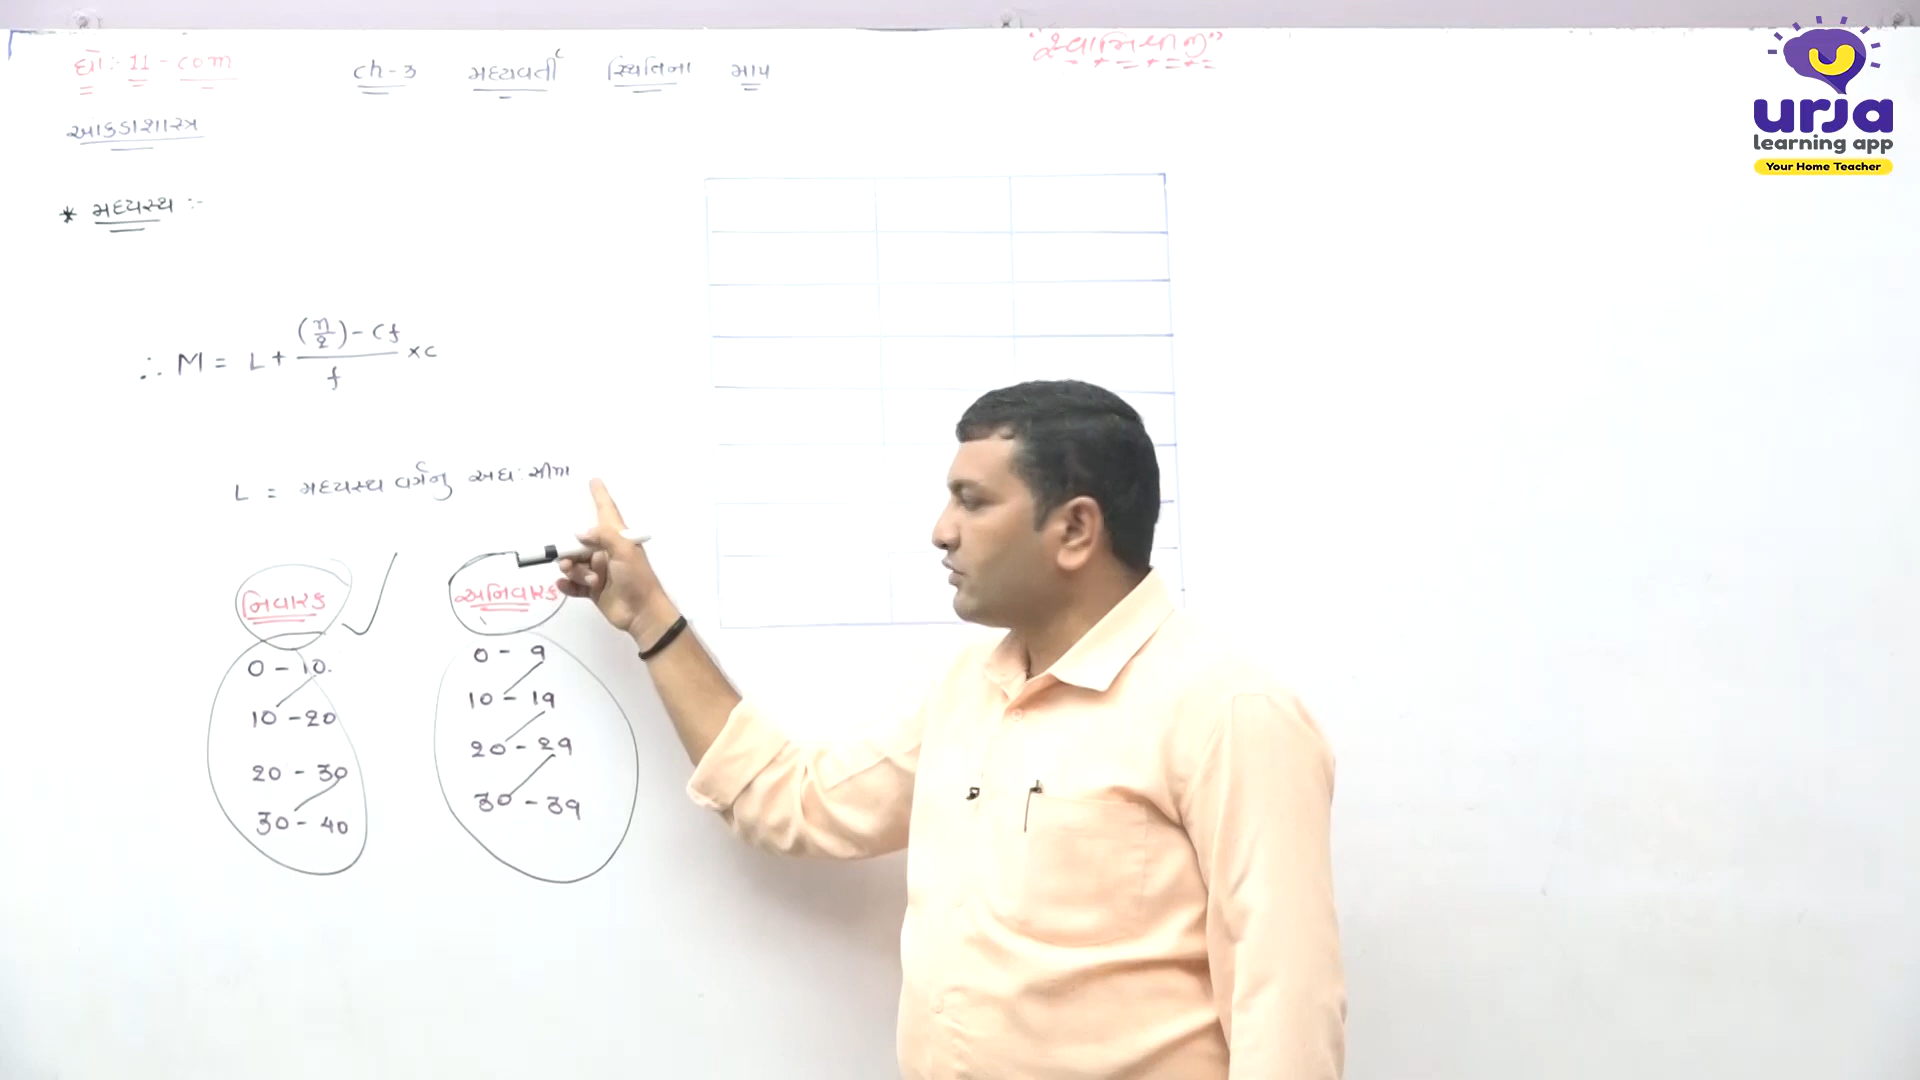 ધો: 11 - com
ch-3 મધ્યવર્તી સ્થિતિના માપ
"સ્વામિપાજી"
આંકડાશાસ્ત્ર
* મધ્યસ્થ :-
∴ M = L + ((n/2) - cf)/f × c
L = મધ્યસ્થ વર્ગનુ અધ: સીમા
નિવારક
0 - 10.
10 - 20
20 - 30
30 - 40
અનિવારક
0 - 9
10 - 19
20 - 29
30 - 39
urja
learning app
Your Home Teacher